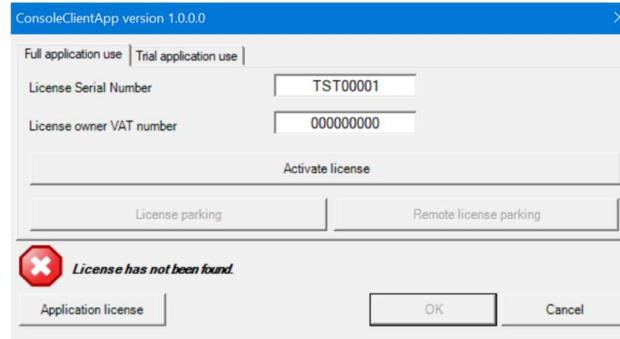 ConsoleClientApp version 1.0.0.0
Full application use Trial application use
License Serial Number TST00001
License owner VAT number 000000000
Activate license
License parking Remote license parking
License has not been found.
Application license OK Cancel